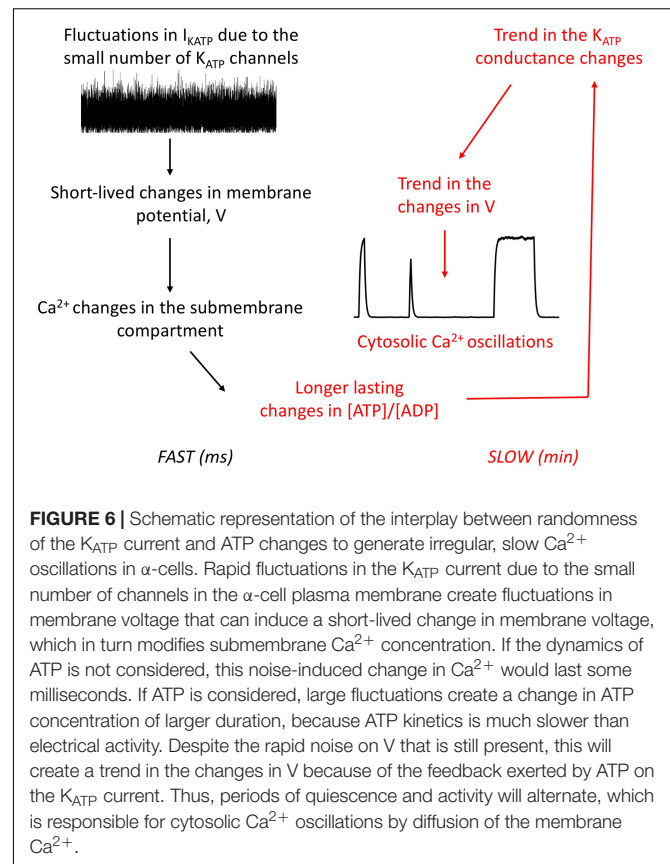 Fluctuations in I_KATP due to the
small number of K_ATP channels
Short-lived changes in membrane
potential, V
Ca²⁺ changes in the submembrane
compartment
FAST (ms)
Trend in the K_ATP
conductance changes
Trend in the
changes in V
Cytosolic Ca²⁺ oscillations
Longer lasting
changes in [ATP]/[ADP]
SLOW (min)
FIGURE 6 | Schematic representation of the interplay between randomness
of the K_ATP current and ATP changes to generate irregular, slow Ca²⁺
oscillations in α-cells. Rapid fluctuations in the K_ATP current due to the small
number of channels in the α-cell plasma membrane create fluctuations in
membrane voltage that can induce a short-lived change in membrane voltage,
which in turn modifies submembrane Ca²⁺ concentration. If the dynamics of
ATP is not considered, this noise-induced change in Ca²⁺ would last some
milliseconds. If ATP is considered, large fluctuations create a change in ATP
concentration of larger duration, because ATP kinetics is much slower than
electrical activity. Despite the rapid noise on V that is still present, this will
create a trend in the changes in V because of the feedback exerted by ATP on
the K_ATP current. Thus, periods of quiescence and activity will alternate, which
is responsible for cytosolic Ca²⁺ oscillations by diffusion of the membrane
Ca²⁺.